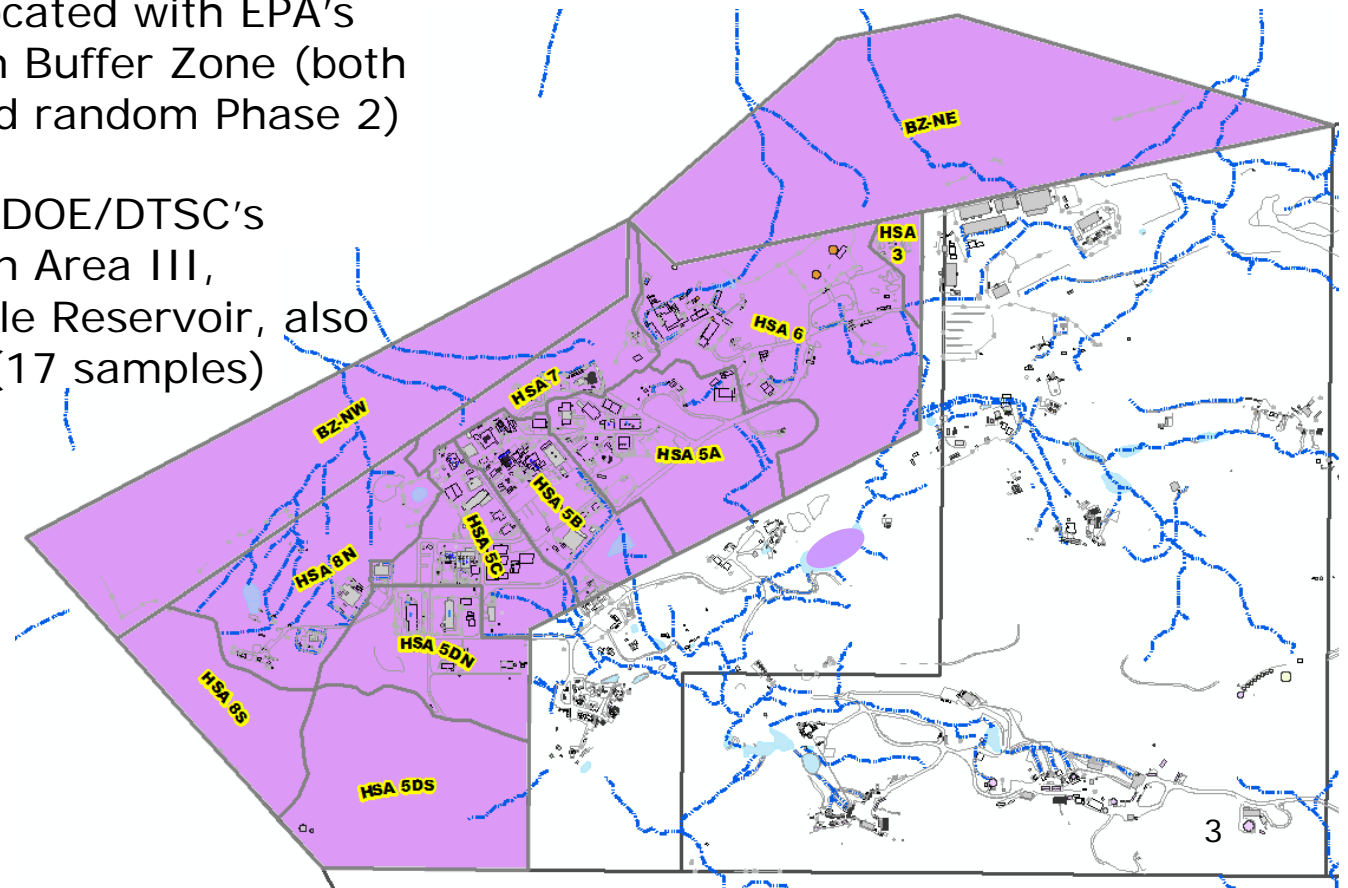 ocated with EPA's
n Buffer Zone (both
d random Phase 2)
DOE/DTSC's
n Area III,
le Reservoir, also
(17 samples)
BZ-NE
HSA
3
HSA 6
HSA 7
BZ-NW
HSA 5A
HSA 5B
HSA 5C
HSA 8N
HSA 5DN
HSA 8S
HSA 5DS
3